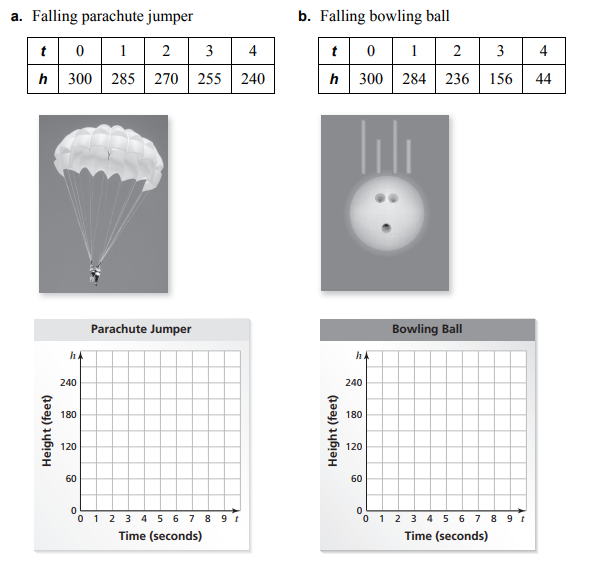 a. Falling parachute jumper
t 0 1 2 3 4
h 300 285 270 255 240
b. Falling bowling ball
t 0 1 2 3 4
h 300 284 236 156 44
Parachute Jumper
h
240
180
120
60
0
0 1 2 3 4 5 6 7 8 9 t
Height (feet)
Time (seconds)
Bowling Ball
h
240
180
120
60
0
0 1 2 3 4 5 6 7 8 9 t
Height (feet)
Time (seconds)